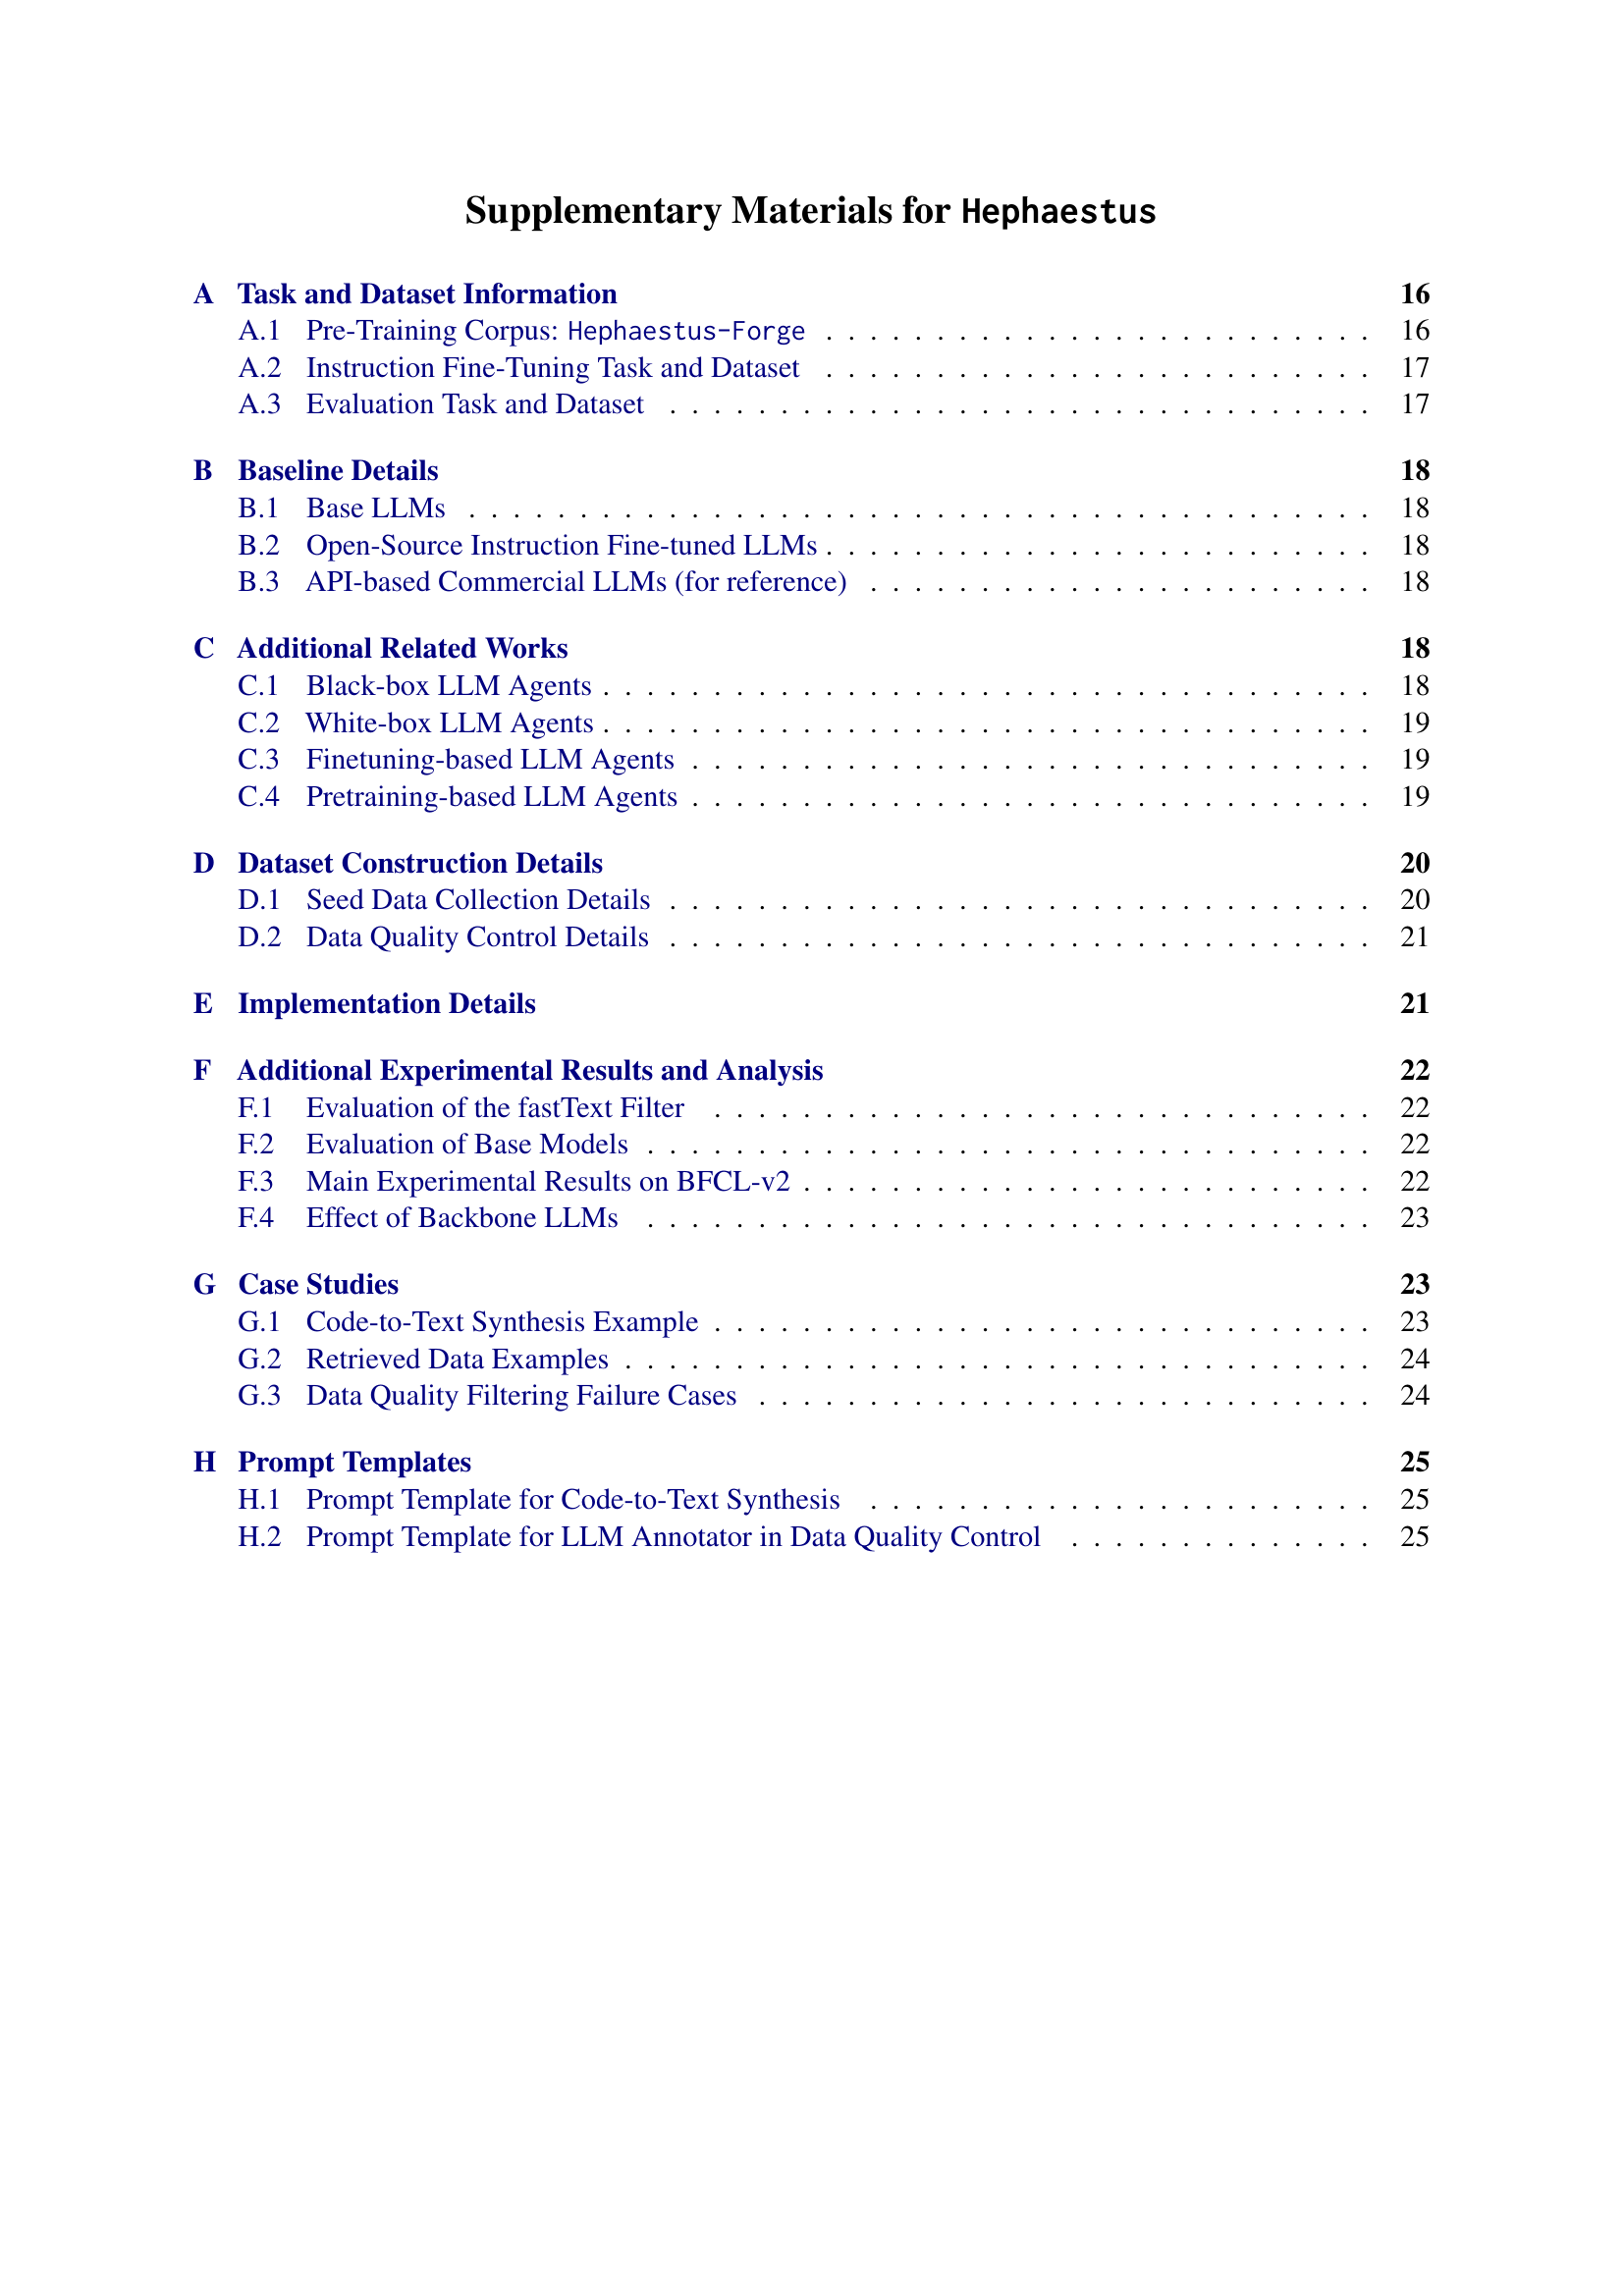 Supplementary Materials for Hephaestus
A Task and Dataset Information 16
A.1 Pre-Training Corpus: Hephaestus-Forge . . . . . . . . . . . . . . . . . . . . . . . . . 16
A.2 Instruction Fine-Tuning Task and Dataset . . . . . . . . . . . . . . . . . . . . . . . . . 17
A.3 Evaluation Task and Dataset . . . . . . . . . . . . . . . . . . . . . . . . . . . . . . . . 17
B Baseline Details 18
B.1 Base LLMs . . . . . . . . . . . . . . . . . . . . . . . . . . . . . . . . . . . . . . . . . 18
B.2 Open-Source Instruction Fine-tuned LLMs . . . . . . . . . . . . . . . . . . . . . . . . . 18
B.3 API-based Commercial LLMs (for reference) . . . . . . . . . . . . . . . . . . . . . . . 18
C Additional Related Works 18
C.1 Black-box LLM Agents . . . . . . . . . . . . . . . . . . . . . . . . . . . . . . . . . . . 18
C.2 White-box LLM Agents . . . . . . . . . . . . . . . . . . . . . . . . . . . . . . . . . . . 19
C.3 Finetuning-based LLM Agents . . . . . . . . . . . . . . . . . . . . . . . . . . . . . . . 19
C.4 Pretraining-based LLM Agents . . . . . . . . . . . . . . . . . . . . . . . . . . . . . . . 19
D Dataset Construction Details 20
D.1 Seed Data Collection Details . . . . . . . . . . . . . . . . . . . . . . . . . . . . . . . . 20
D.2 Data Quality Control Details . . . . . . . . . . . . . . . . . . . . . . . . . . . . . . . . 21
E Implementation Details 21
F Additional Experimental Results and Analysis 22
F.1 Evaluation of the fastText Filter . . . . . . . . . . . . . . . . . . . . . . . . . . . . . . 22
F.2 Evaluation of Base Models . . . . . . . . . . . . . . . . . . . . . . . . . . . . . . . . . 22
F.3 Main Experimental Results on BFCL-v2 . . . . . . . . . . . . . . . . . . . . . . . . . . 22
F.4 Effect of Backbone LLMs . . . . . . . . . . . . . . . . . . . . . . . . . . . . . . . . . 23
G Case Studies 23
G.1 Code-to-Text Synthesis Example . . . . . . . . . . . . . . . . . . . . . . . . . . . . . . 23
G.2 Retrieved Data Examples . . . . . . . . . . . . . . . . . . . . . . . . . . . . . . . . . . 24
G.3 Data Quality Filtering Failure Cases . . . . . . . . . . . . . . . . . . . . . . . . . . . . 24
H Prompt Templates 25
H.1 Prompt Template for Code-to-Text Synthesis . . . . . . . . . . . . . . . . . . . . . . . 25
H.2 Prompt Template for LLM Annotator in Data Quality Control . . . . . . . . . . . . . . 25